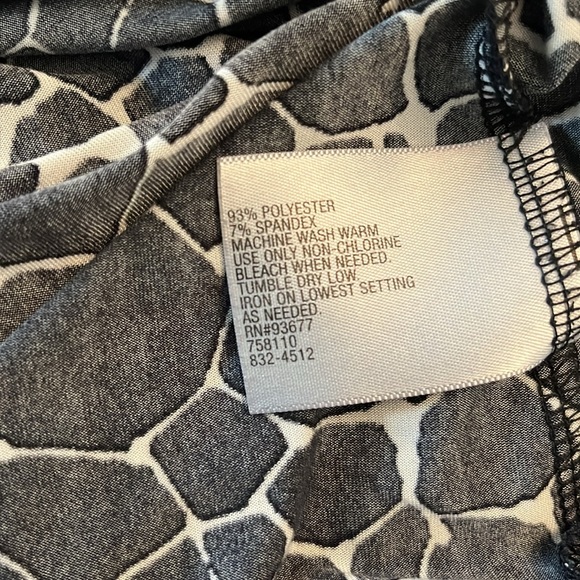 93% POLYESTER
7% SPANDEX
MACHINE WASH WARM
USE ONLY NON-CHLORINE
BLEACH WHEN NEEDED.
TUMBLE DRY LOW.
IRON ON LOWEST SETTING
AS NEEDED.
RN#93677
758110
832-4512